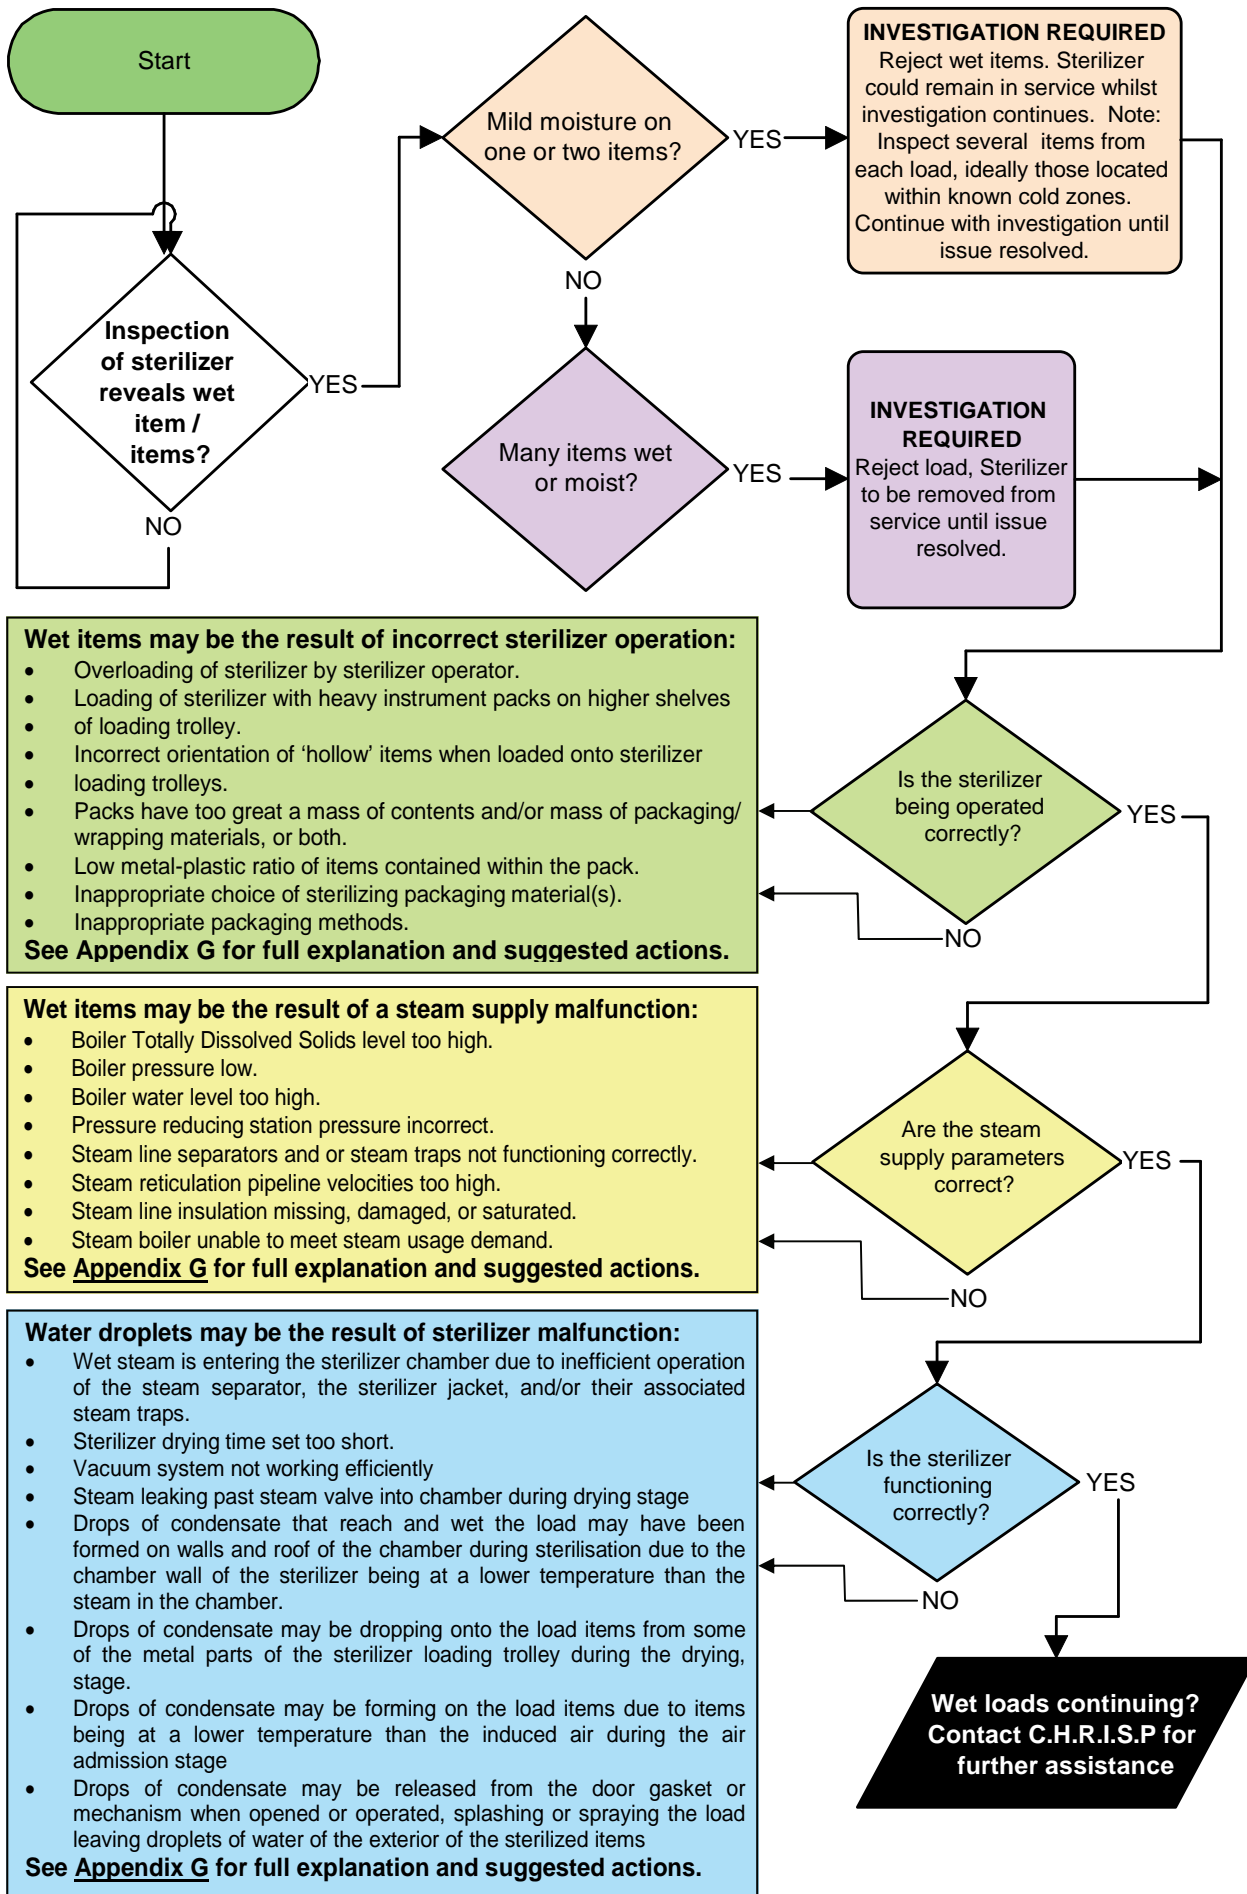 Start
Mild moisture on
one or two items?
YES
INVESTIGATION REQUIRED
Reject wet items. Sterilizer
could remain in service whilst
investigation continues. Note:
Inspect several items from
each load, ideally those located
within known cold zones.
Continue with investigation until
issue resolved.
NO
Inspection
of sterilizer
reveals wet
item /
items?
YES
NO
Many items wet
or moist?
YES
INVESTIGATION
REQUIRED
Reject load, Sterilizer
to be removed from
service until issue
resolved.
Wet items may be the result of incorrect sterilizer operation:
• Overloading of sterilizer by sterilizer operator.
• Loading of sterilizer with heavy instrument packs on higher shelves
• of loading trolley.
• Incorrect orientation of ‘hollow’ items when loaded onto sterilizer
• loading trolleys.
• Packs have too great a mass of contents and/or mass of packaging/
wrapping materials, or both.
• Low metal-plastic ratio of items contained within the pack.
• Inappropriate choice of sterilizing packaging material(s).
• Inappropriate packaging methods.
See Appendix G for full explanation and suggested actions.
Is the sterilizer
being operated
correctly?
YES
NO
Wet items may be the result of a steam supply malfunction:
• Boiler Totally Dissolved Solids level too high.
• Boiler pressure low.
• Boiler water level too high.
• Pressure reducing station pressure incorrect.
• Steam line separators and or steam traps not functioning correctly.
• Steam reticulation pipeline velocities too high.
• Steam line insulation missing, damaged, or saturated.
• Steam boiler unable to meet steam usage demand.
See Appendix G for full explanation and suggested actions.
Are the steam
supply parameters
correct?
YES
NO
Water droplets may be the result of sterilizer malfunction:
• Wet steam is entering the sterilizer chamber due to inefficient operation
of the steam separator, the sterilizer jacket, and/or their associated
steam traps.
• Sterilizer drying time set too short.
• Vacuum system not working efficiently
• Steam leaking past steam valve into chamber during drying stage
• Drops of condensate that reach and wet the load may have been
formed on walls and roof of the chamber during sterilisation due to the
chamber wall of the sterilizer being at a lower temperature than the
steam in the chamber.
• Drops of condensate may be dropping onto the load items from some
of the metal parts of the sterilizer loading trolley during the drying,
stage.
• Drops of condensate may be forming on the load items due to items
being at a lower temperature than the induced air during the air
admission stage
• Drops of condensate may be released from the door gasket or
mechanism when opened or operated, splashing or spraying the load
leaving droplets of water of the exterior of the sterilized items
See Appendix G for full explanation and suggested actions.
Is the sterilizer
functioning
correctly?
YES
NO
Wet loads continuing?
Contact C.H.R.I.S.P for
further assistance